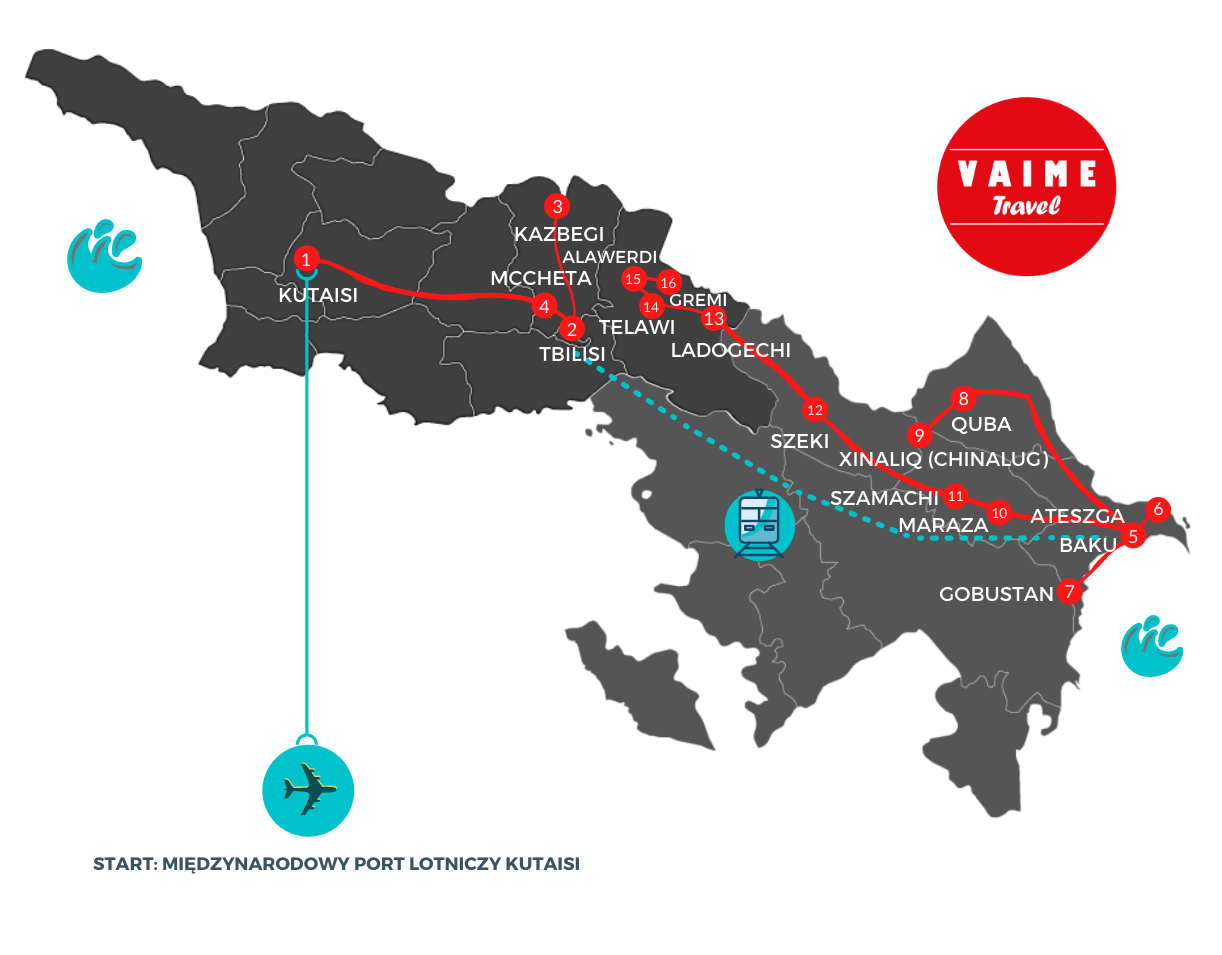 VAIME
Travel
3
KAZBEGI
ALAWERDI
1
MCCHETA
15
16
KUTAISI
4
14
GREMI
13
2
TELAWI
TBILISI
LADOGECHI
8
12
QUBA
9
SZEKI
XINALIQ (CHINALUG)
SZAMACHI
11
6
10
ATESZGA
MARAZA
5
BAKU
GOBUSTAN
7
START: MIĘDZYNARODOWY PORT LOTNICZY KUTAISI